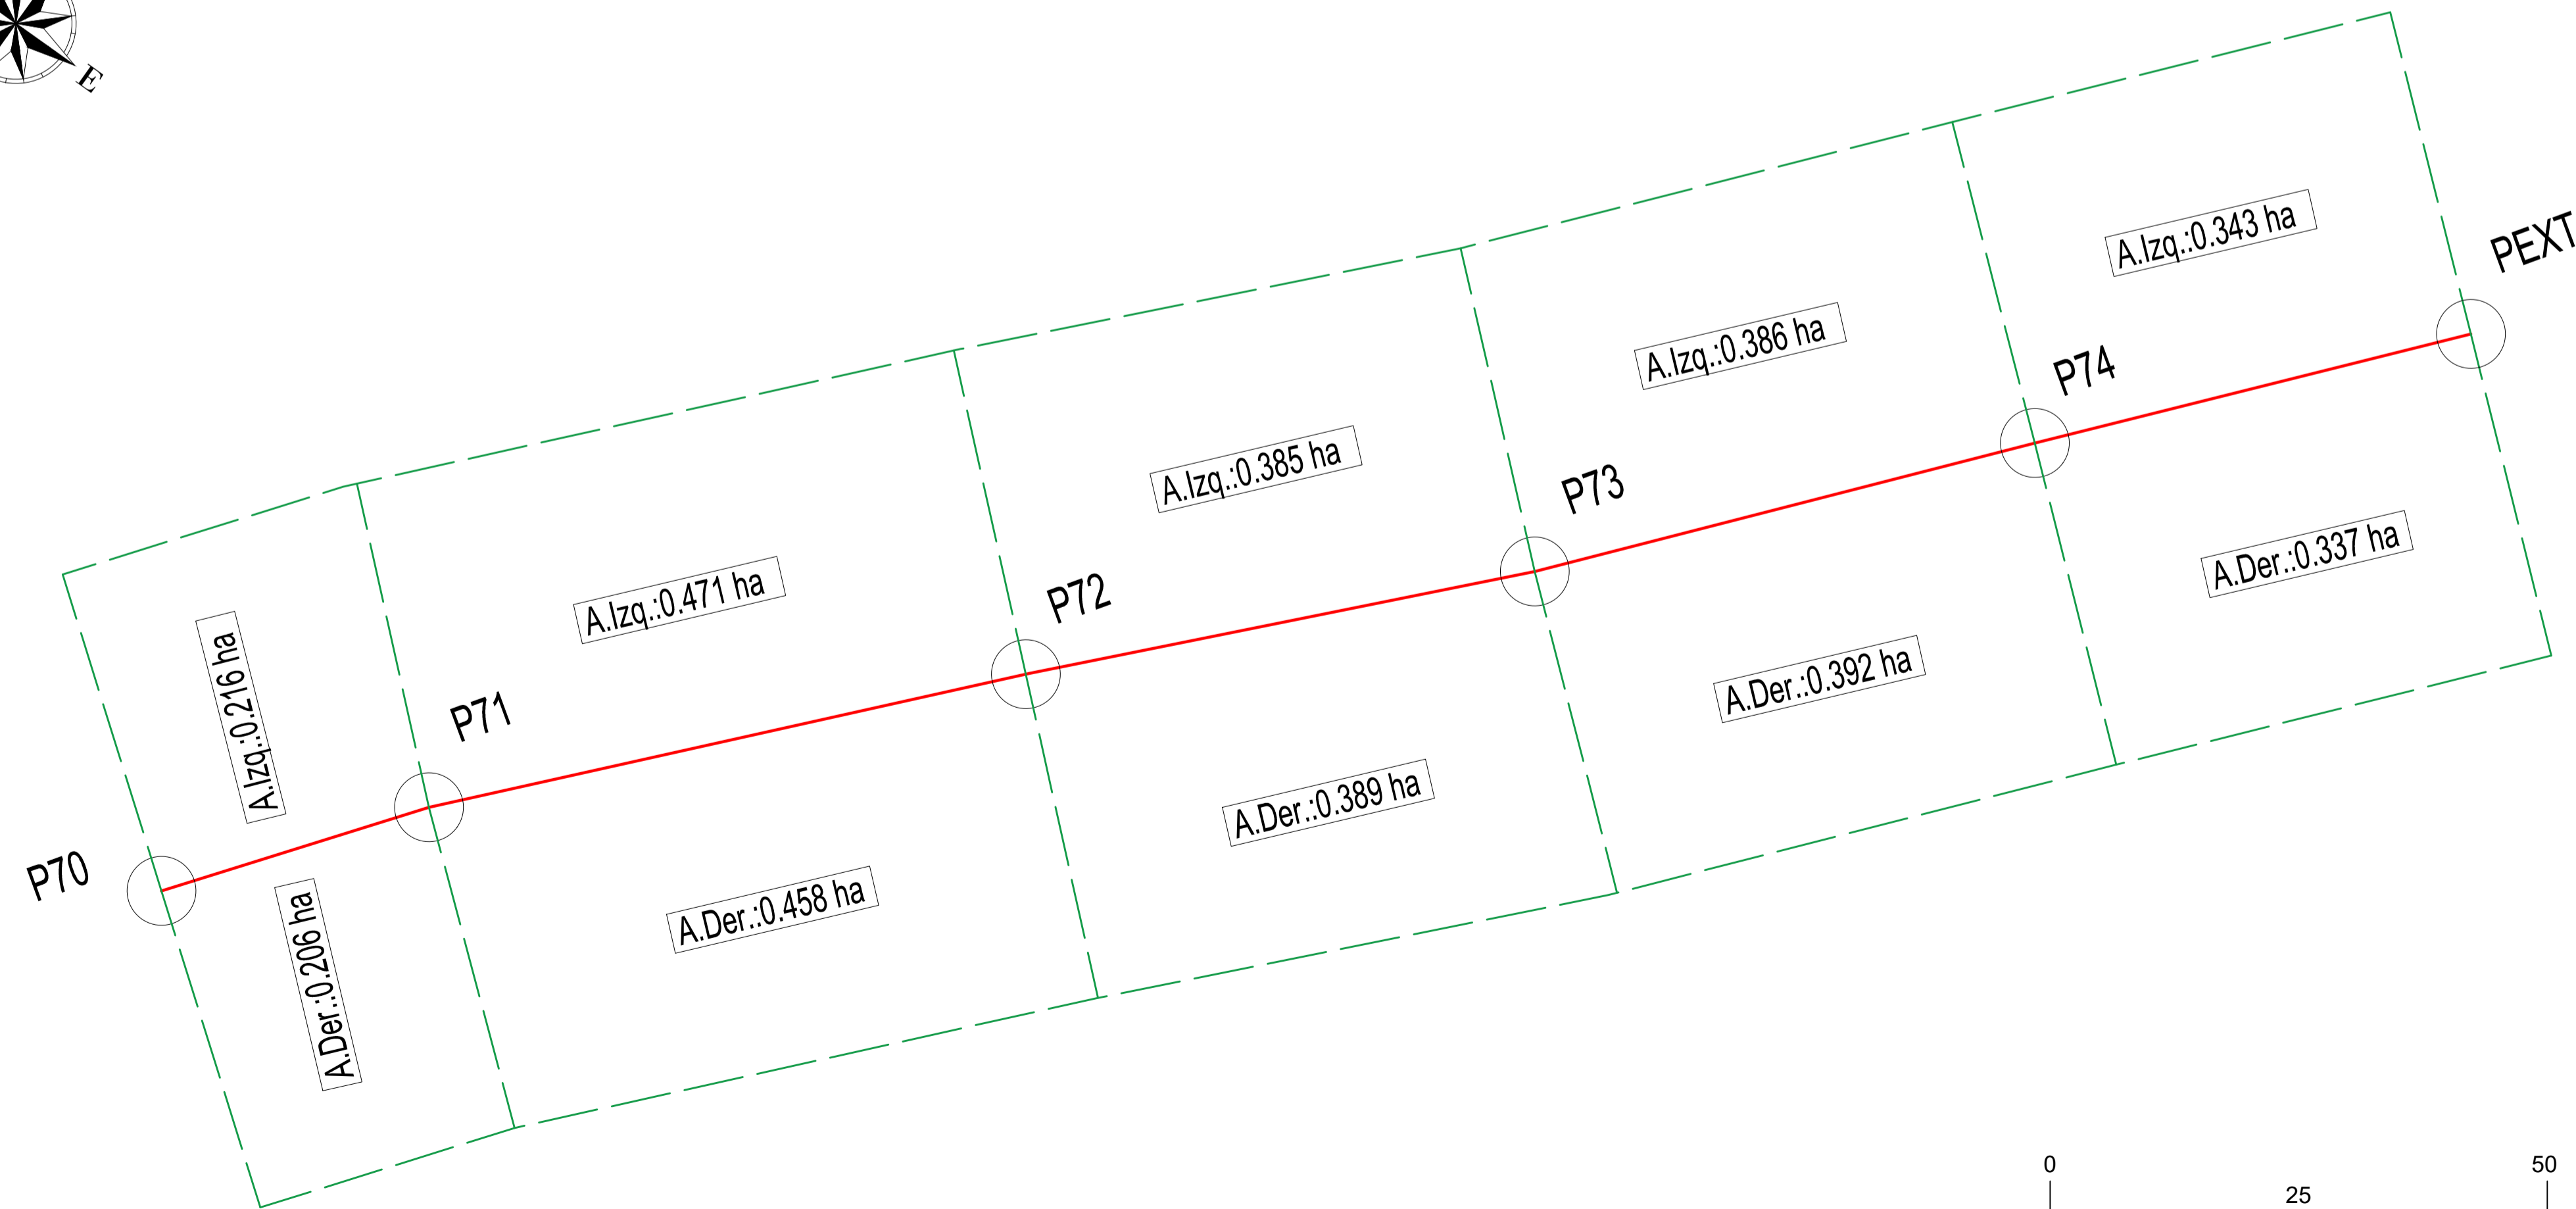 E
A.Izq.:0.343 ha
PEXT
A.Izq.:0.386 ha
P74
A.Izq.:0.385 ha
P73
A.Der.:0.337 ha
A.Izq.:0.471 ha
P72
A.Der.:0.392 ha
A.Izq.:0.216 ha
P71
A.Der.:0.389 ha
P70
A.Der.:0.458 ha
A.Der.:0.206 ha
0
50
25